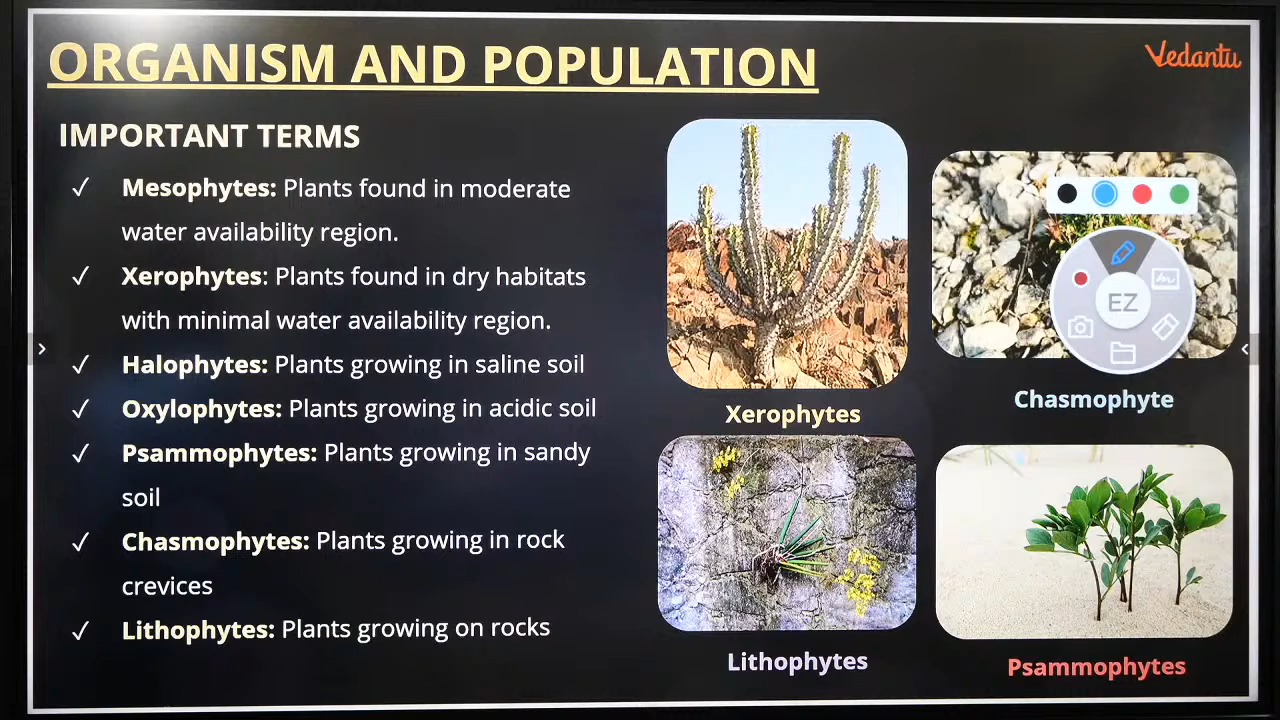 ORGANISM AND POPULATION
Vedantu
IMPORTANT TERMS
✓ Mesophytes: Plants found in moderate
water availability region.
✓ Xerophytes: Plants found in dry habitats
with minimal water availability region.
✓ Halophytes: Plants growing in saline soil
✓ Oxylophytes: Plants growing in acidic soil
✓ Psammophytes: Plants growing in sandy
soil
✓ Chasmophytes: Plants growing in rock
crevices
✓ Lithophytes: Plants growing on rocks
EZ
Xerophytes
Chasmophyte
Lithophytes
Psammophytes